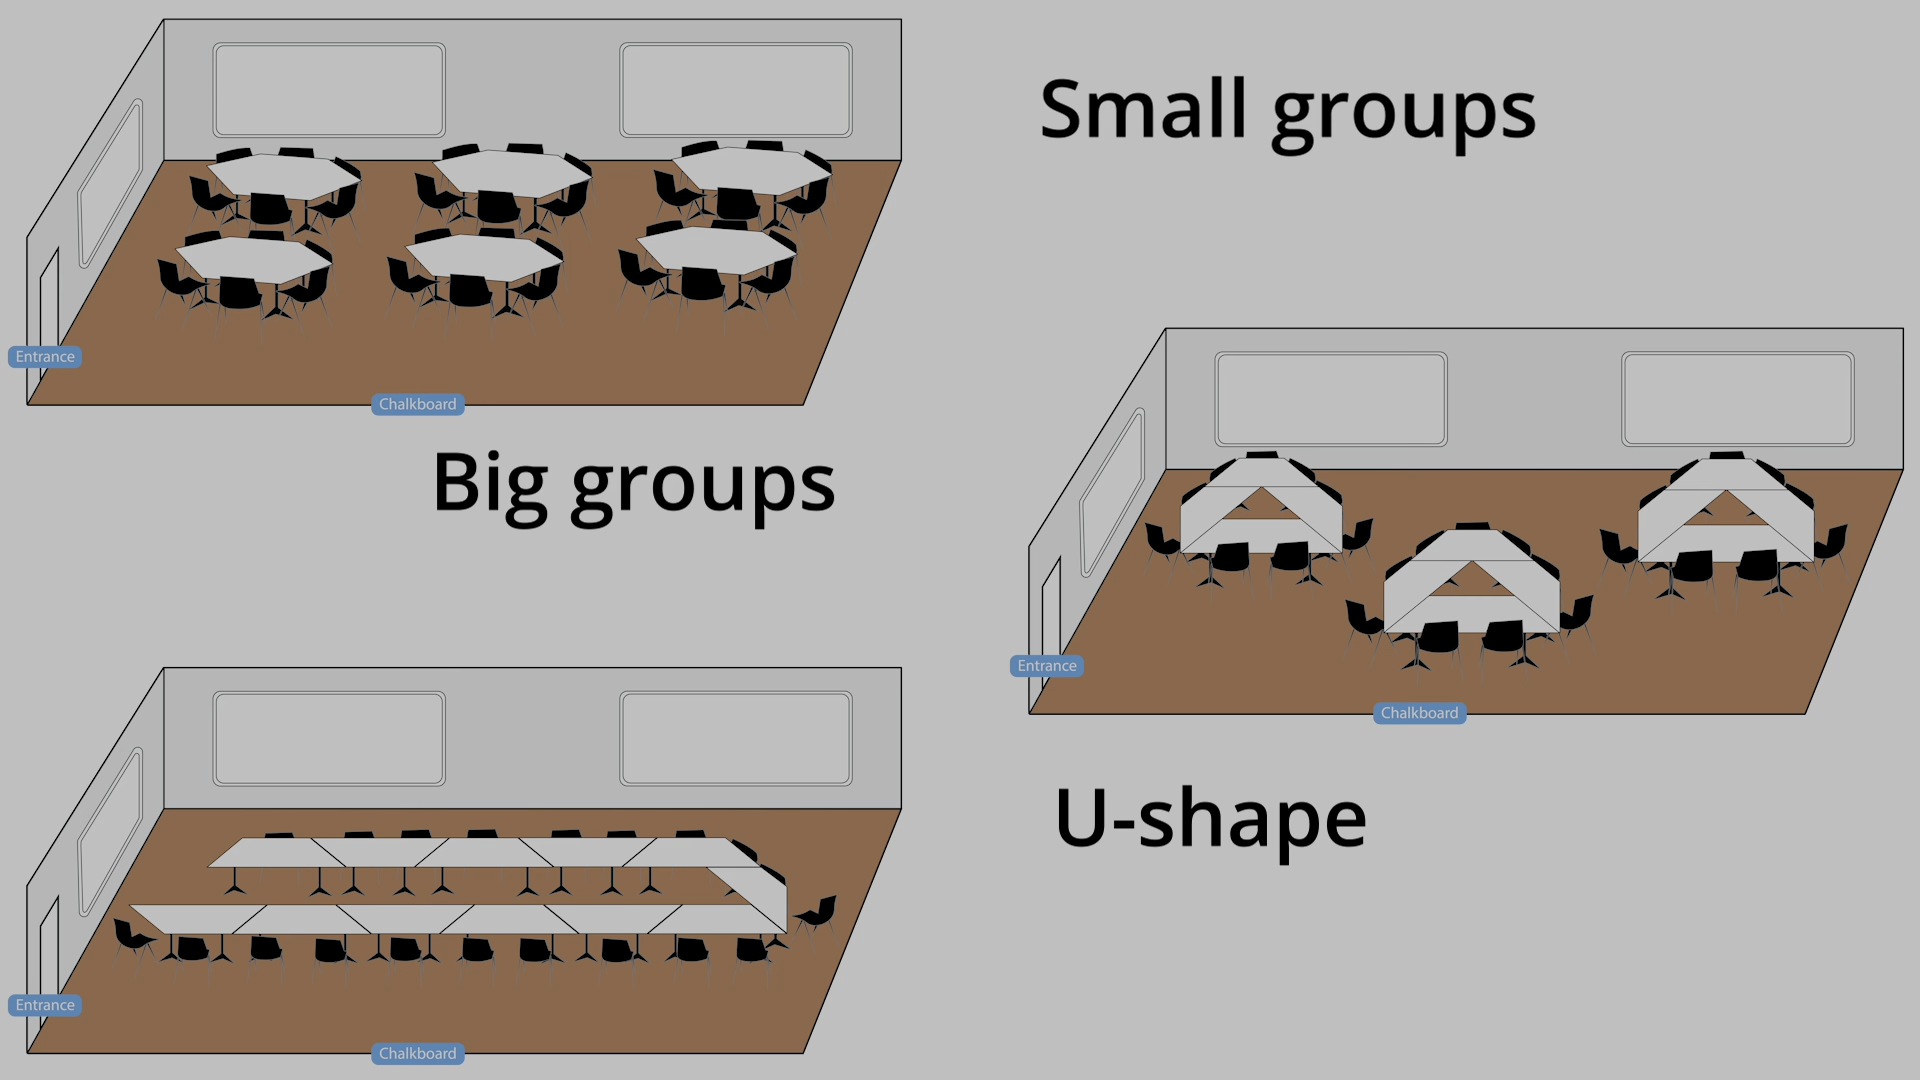 Small groups
Entrance
Chalkboard
Big groups
Entrance
Chalkboard
U-shape
Entrance
Chalkboard